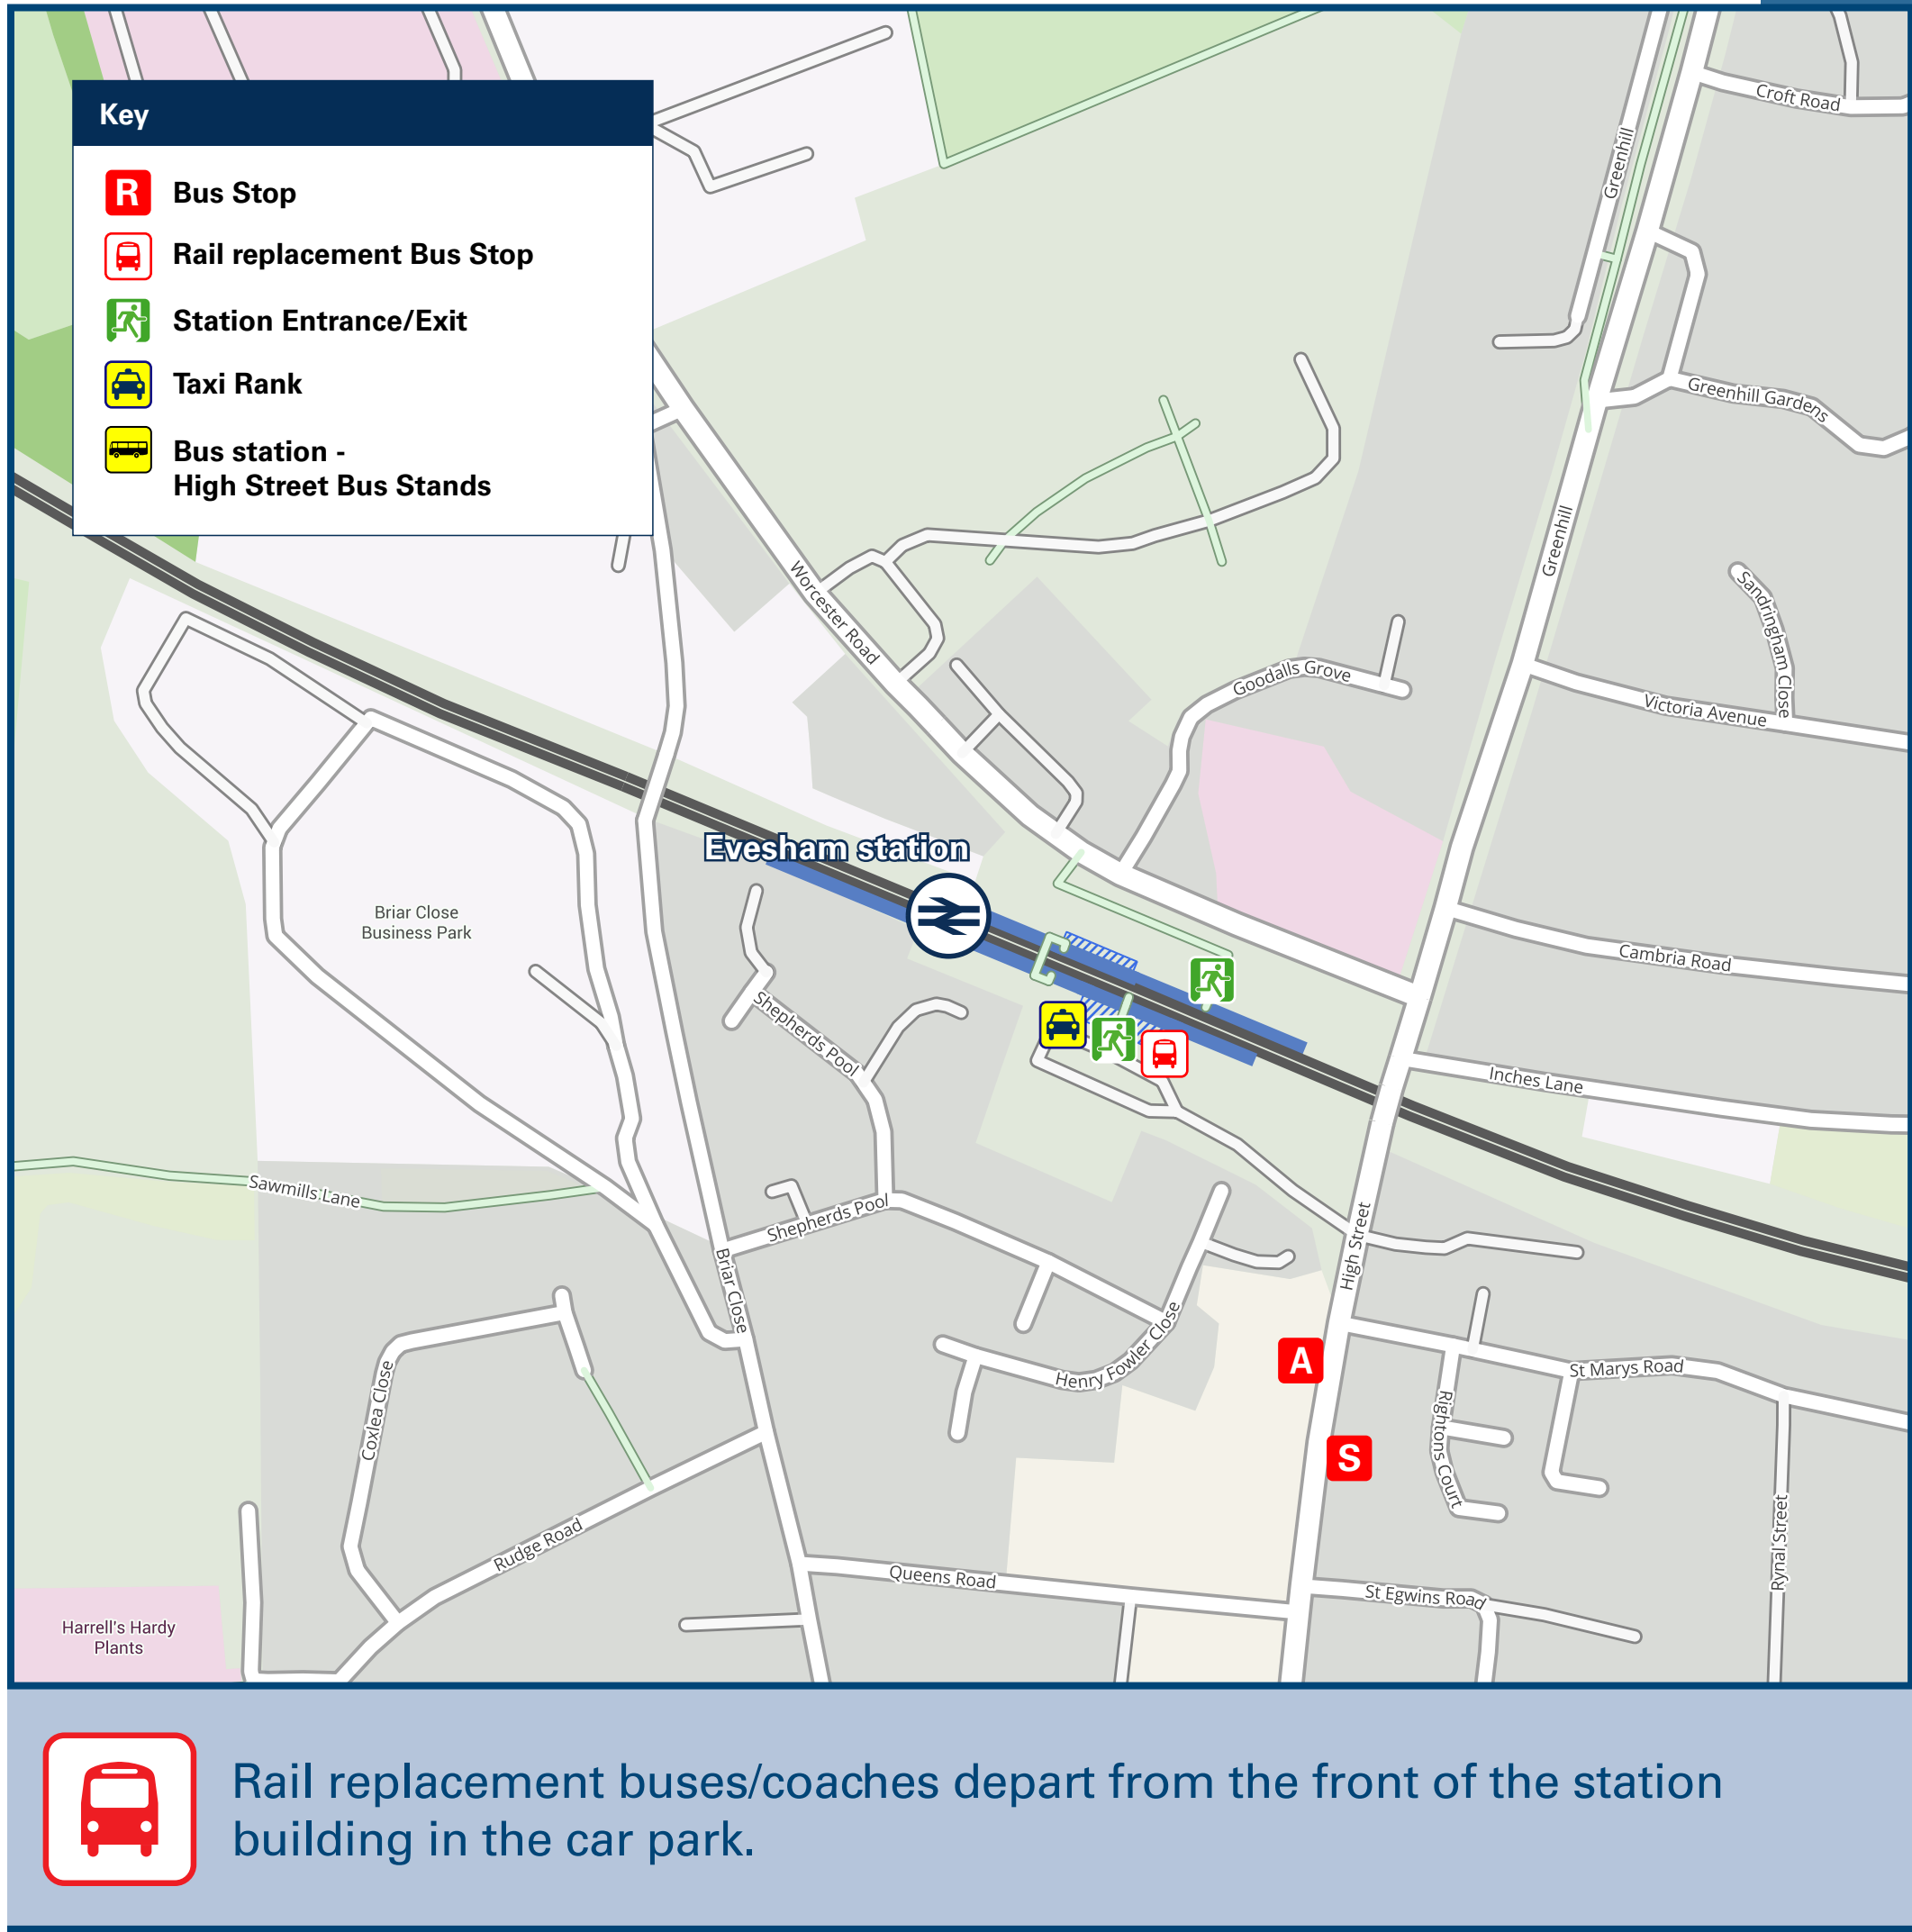 Key
R Bus Stop
Rail replacement Bus Stop
Station Entrance/Exit
Taxi Rank
Bus station -
High Street Bus Stands
Croft Road
Greenhill
Greenhill Gardens
Greenhill
Sandringham Close
Worcester Road
Goodalls Grove
Victoria Avenue
Evesham station
Briar Close
Business Park
Cambria Road
Shepherds Pool
Inches Lane
Sawmills Lane
Shepherds Pool
High Street
Briar Close
Henry Fowler Close
A
St Marys Road
Coxlea Close
Rightons Court
S
Rudge Road
Rynal Street
Queens Road
St Egwins Road
Harrell's Hardy
Plants
Rail replacement buses/coaches depart from the front of the station
building in the car park.